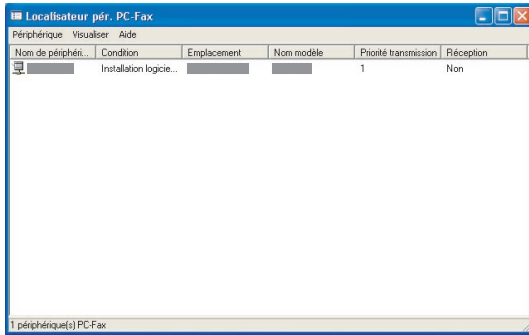 Localisateur pér. PC-Fax
Périphérique Visualiser Aide
Nom de périphéri... Condition Emplacement Nom modèle Priorité transmission Réception
Installation logicie... 1 Non
1 périphérique(s) PC-Fax